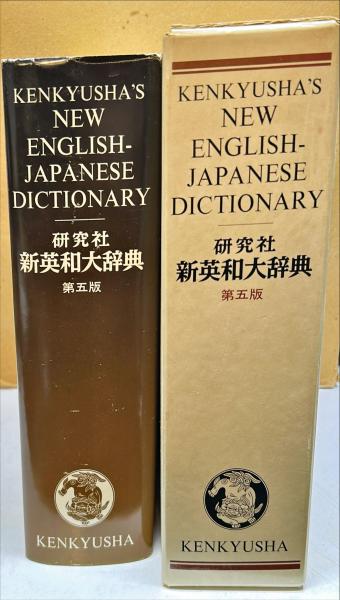 KENKYUSHA'S
NEW
ENGLISH-
JAPANESE
DICTIONARY
研究社
新英和大辞典
第五版
KENKYUSHA
KENKYUSHA'S
NEW
ENGLISH-
JAPANESE
DICTIONARY
研究社
新英和大辞典
第五版
KENKYUSHA